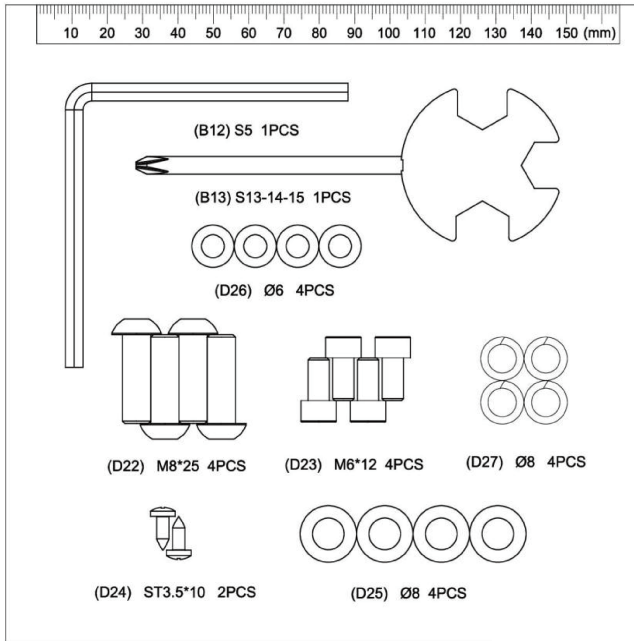 10 20 30 40 50 60 70 80 90 100 110 120 130 140 150 (mm)
(B12) S5 1PCS
(B13) S13-14-15 1PCS
(D26) Ø6 4PCS
(D22) M8*25 4PCS
(D23) M6*12 4PCS
(D27) Ø8 4PCS
(D24) ST3.5*10 2PCS
(D25) Ø8 4PCS